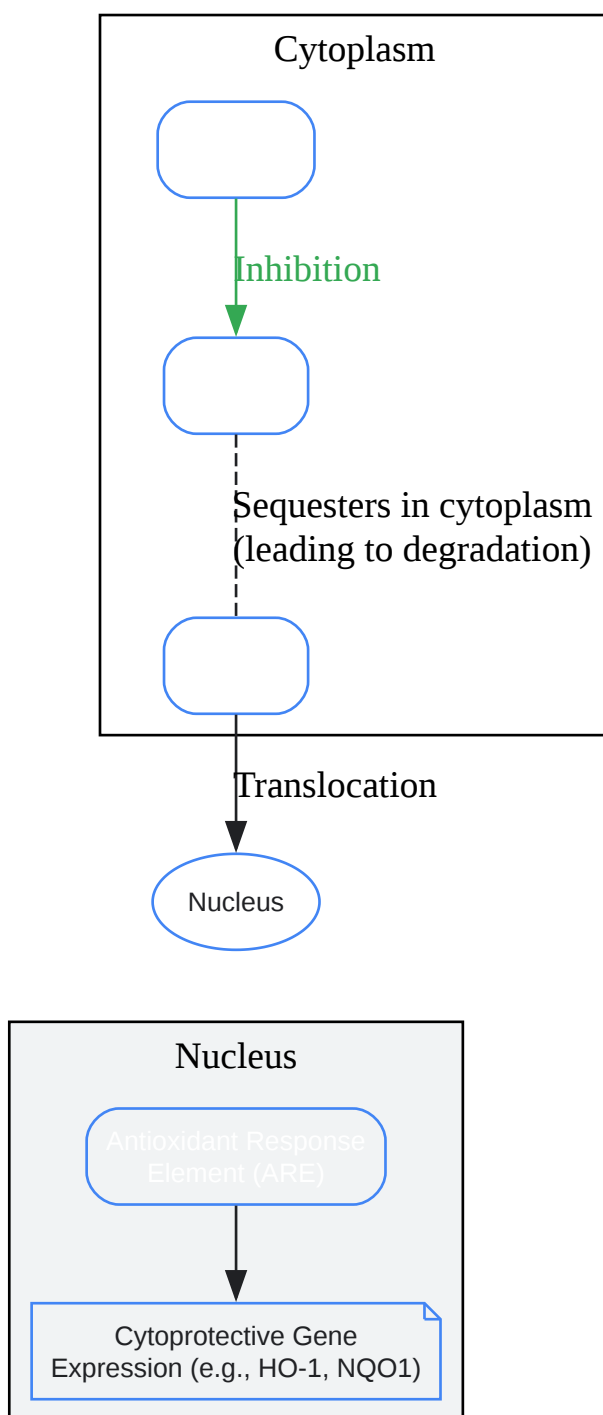 Cytoplasm
Inhibition
Sequesters in cytoplasm
(leading to degradation)
Translocation
Nucleus
Nucleus
Antioxidant Response
Element (ARE)
Cytoprotective Gene
Expression (e.g., HO-1, NQO1)